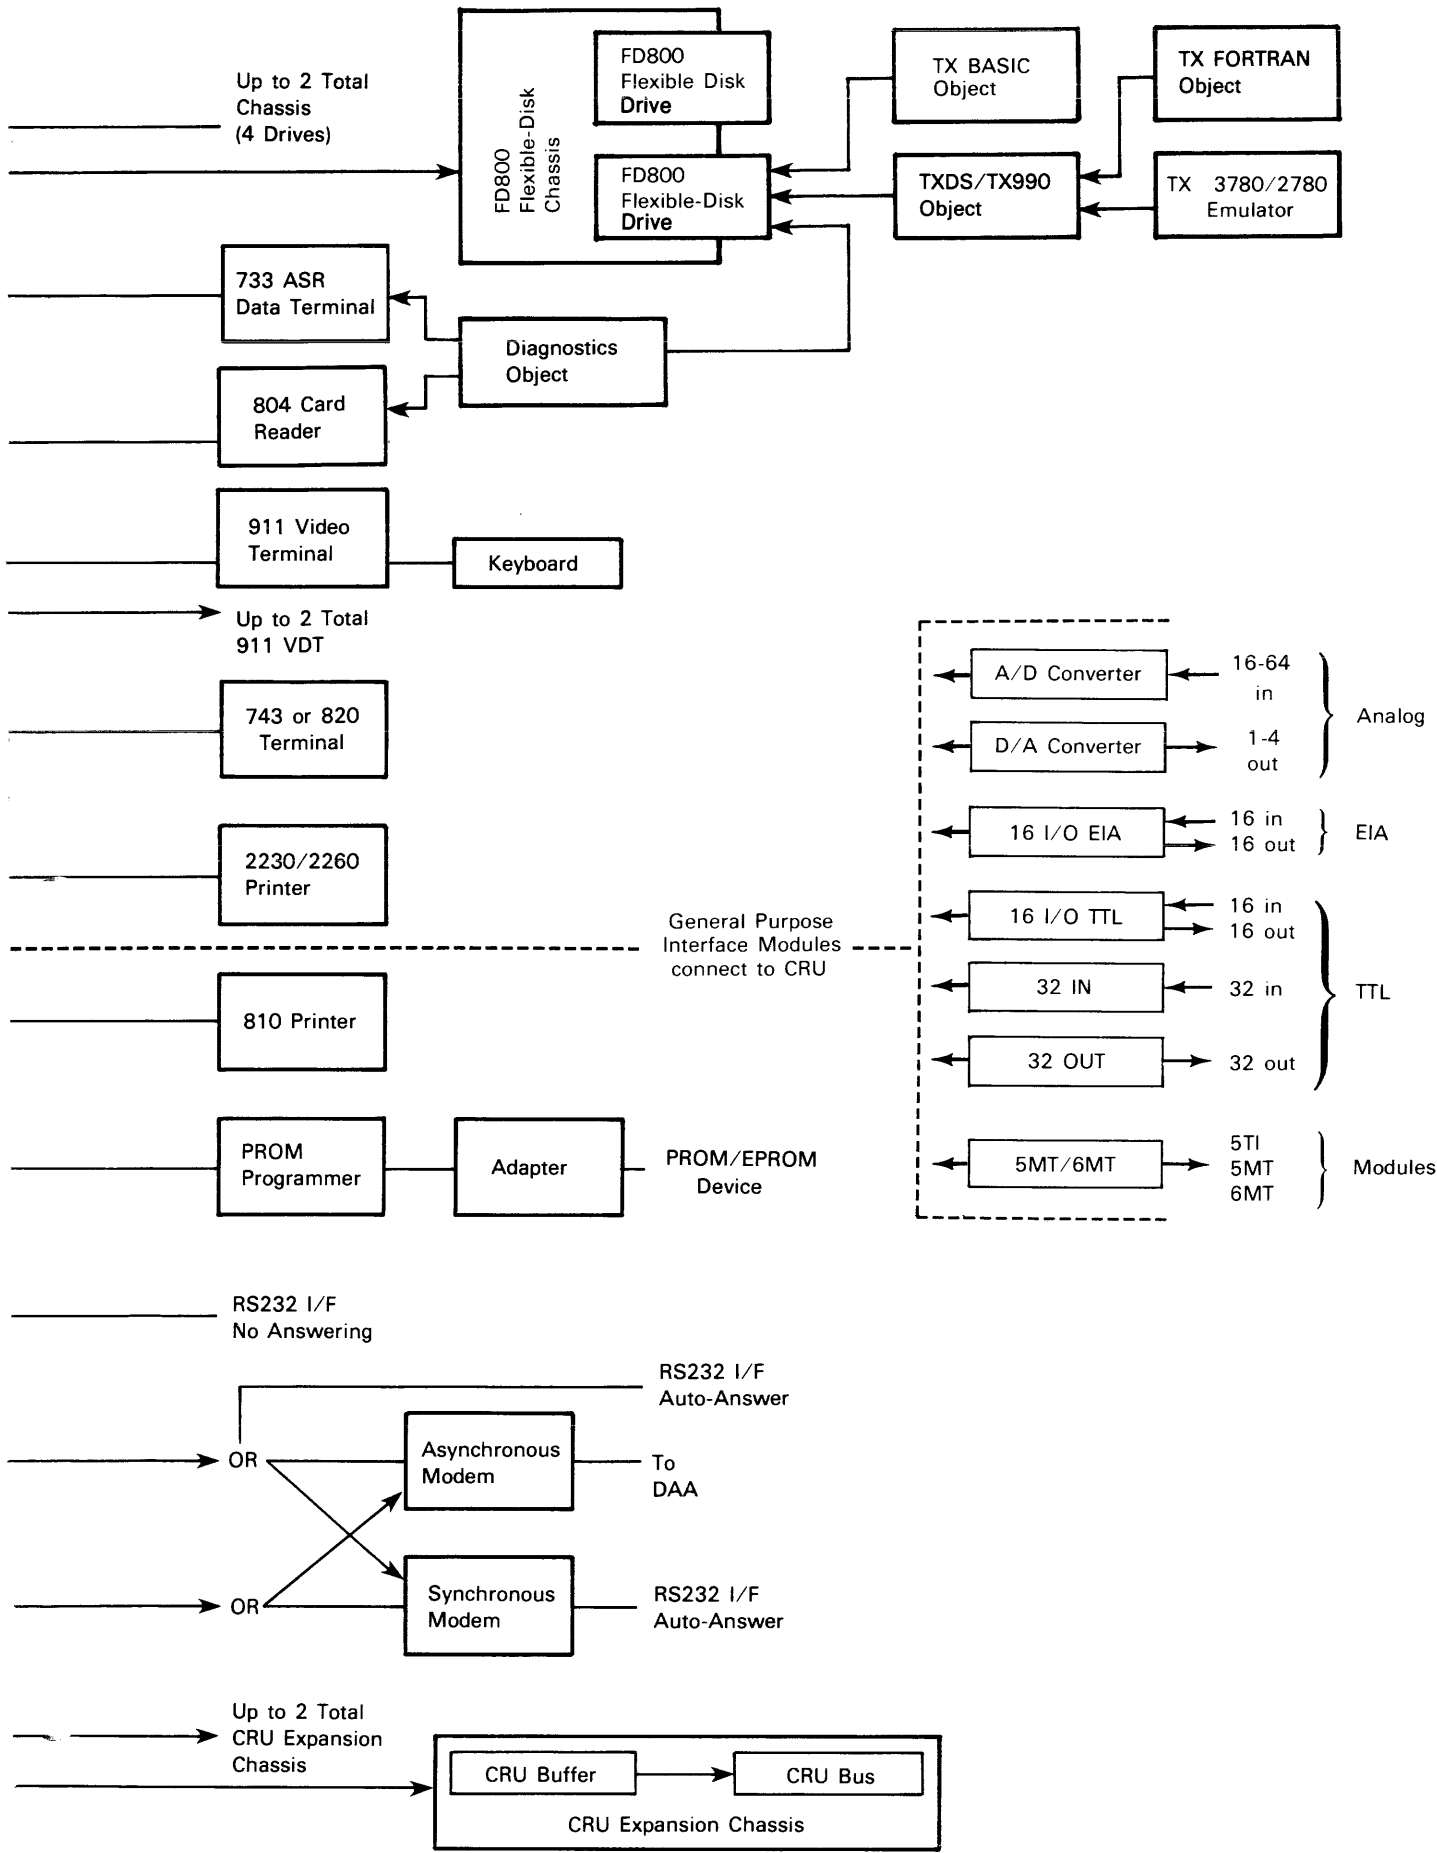 Up to 2 Total
Chassis
(4 Drives)
FD800
Flexible-Disk
Chassis
FD800
Flexible Disk
Drive
FD800
Flexible-Disk
Drive
TX BASIC
Object
TX FORTRAN
Object
TXDS/TX990
Object
TX 3780/2780
Emulator
733 ASR
Data Terminal
Diagnostics
Object
804 Card
Reader
911 Video
Terminal
Keyboard
Up to 2 Total
911 VDT
743 or 820
Terminal
2230/2260
Printer
General Purpose
Interface Modules
connect to CRU
810 Printer
PROM
Programmer
Adapter
PROM/EPROM
Device
A/D Converter
16-64
in
D/A Converter
1-4
out
Analog
16 I/O EIA
16 in
16 out
EIA
16 I/O TTL
16 in
16 out
32 IN
32 in
32 OUT
32 out
TTL
5MT/6MT
5TI
5MT
6MT
Modules
RS232 I/F
No Answering
RS232 I/F
Auto-Answer
OR
Asynchronous
Modem
To
DAA
OR
Synchronous
Modem
RS232 I/F
Auto-Answer
Up to 2 Total
CRU Expansion
Chassis
CRU Buffer
CRU Bus
CRU Expansion Chassis